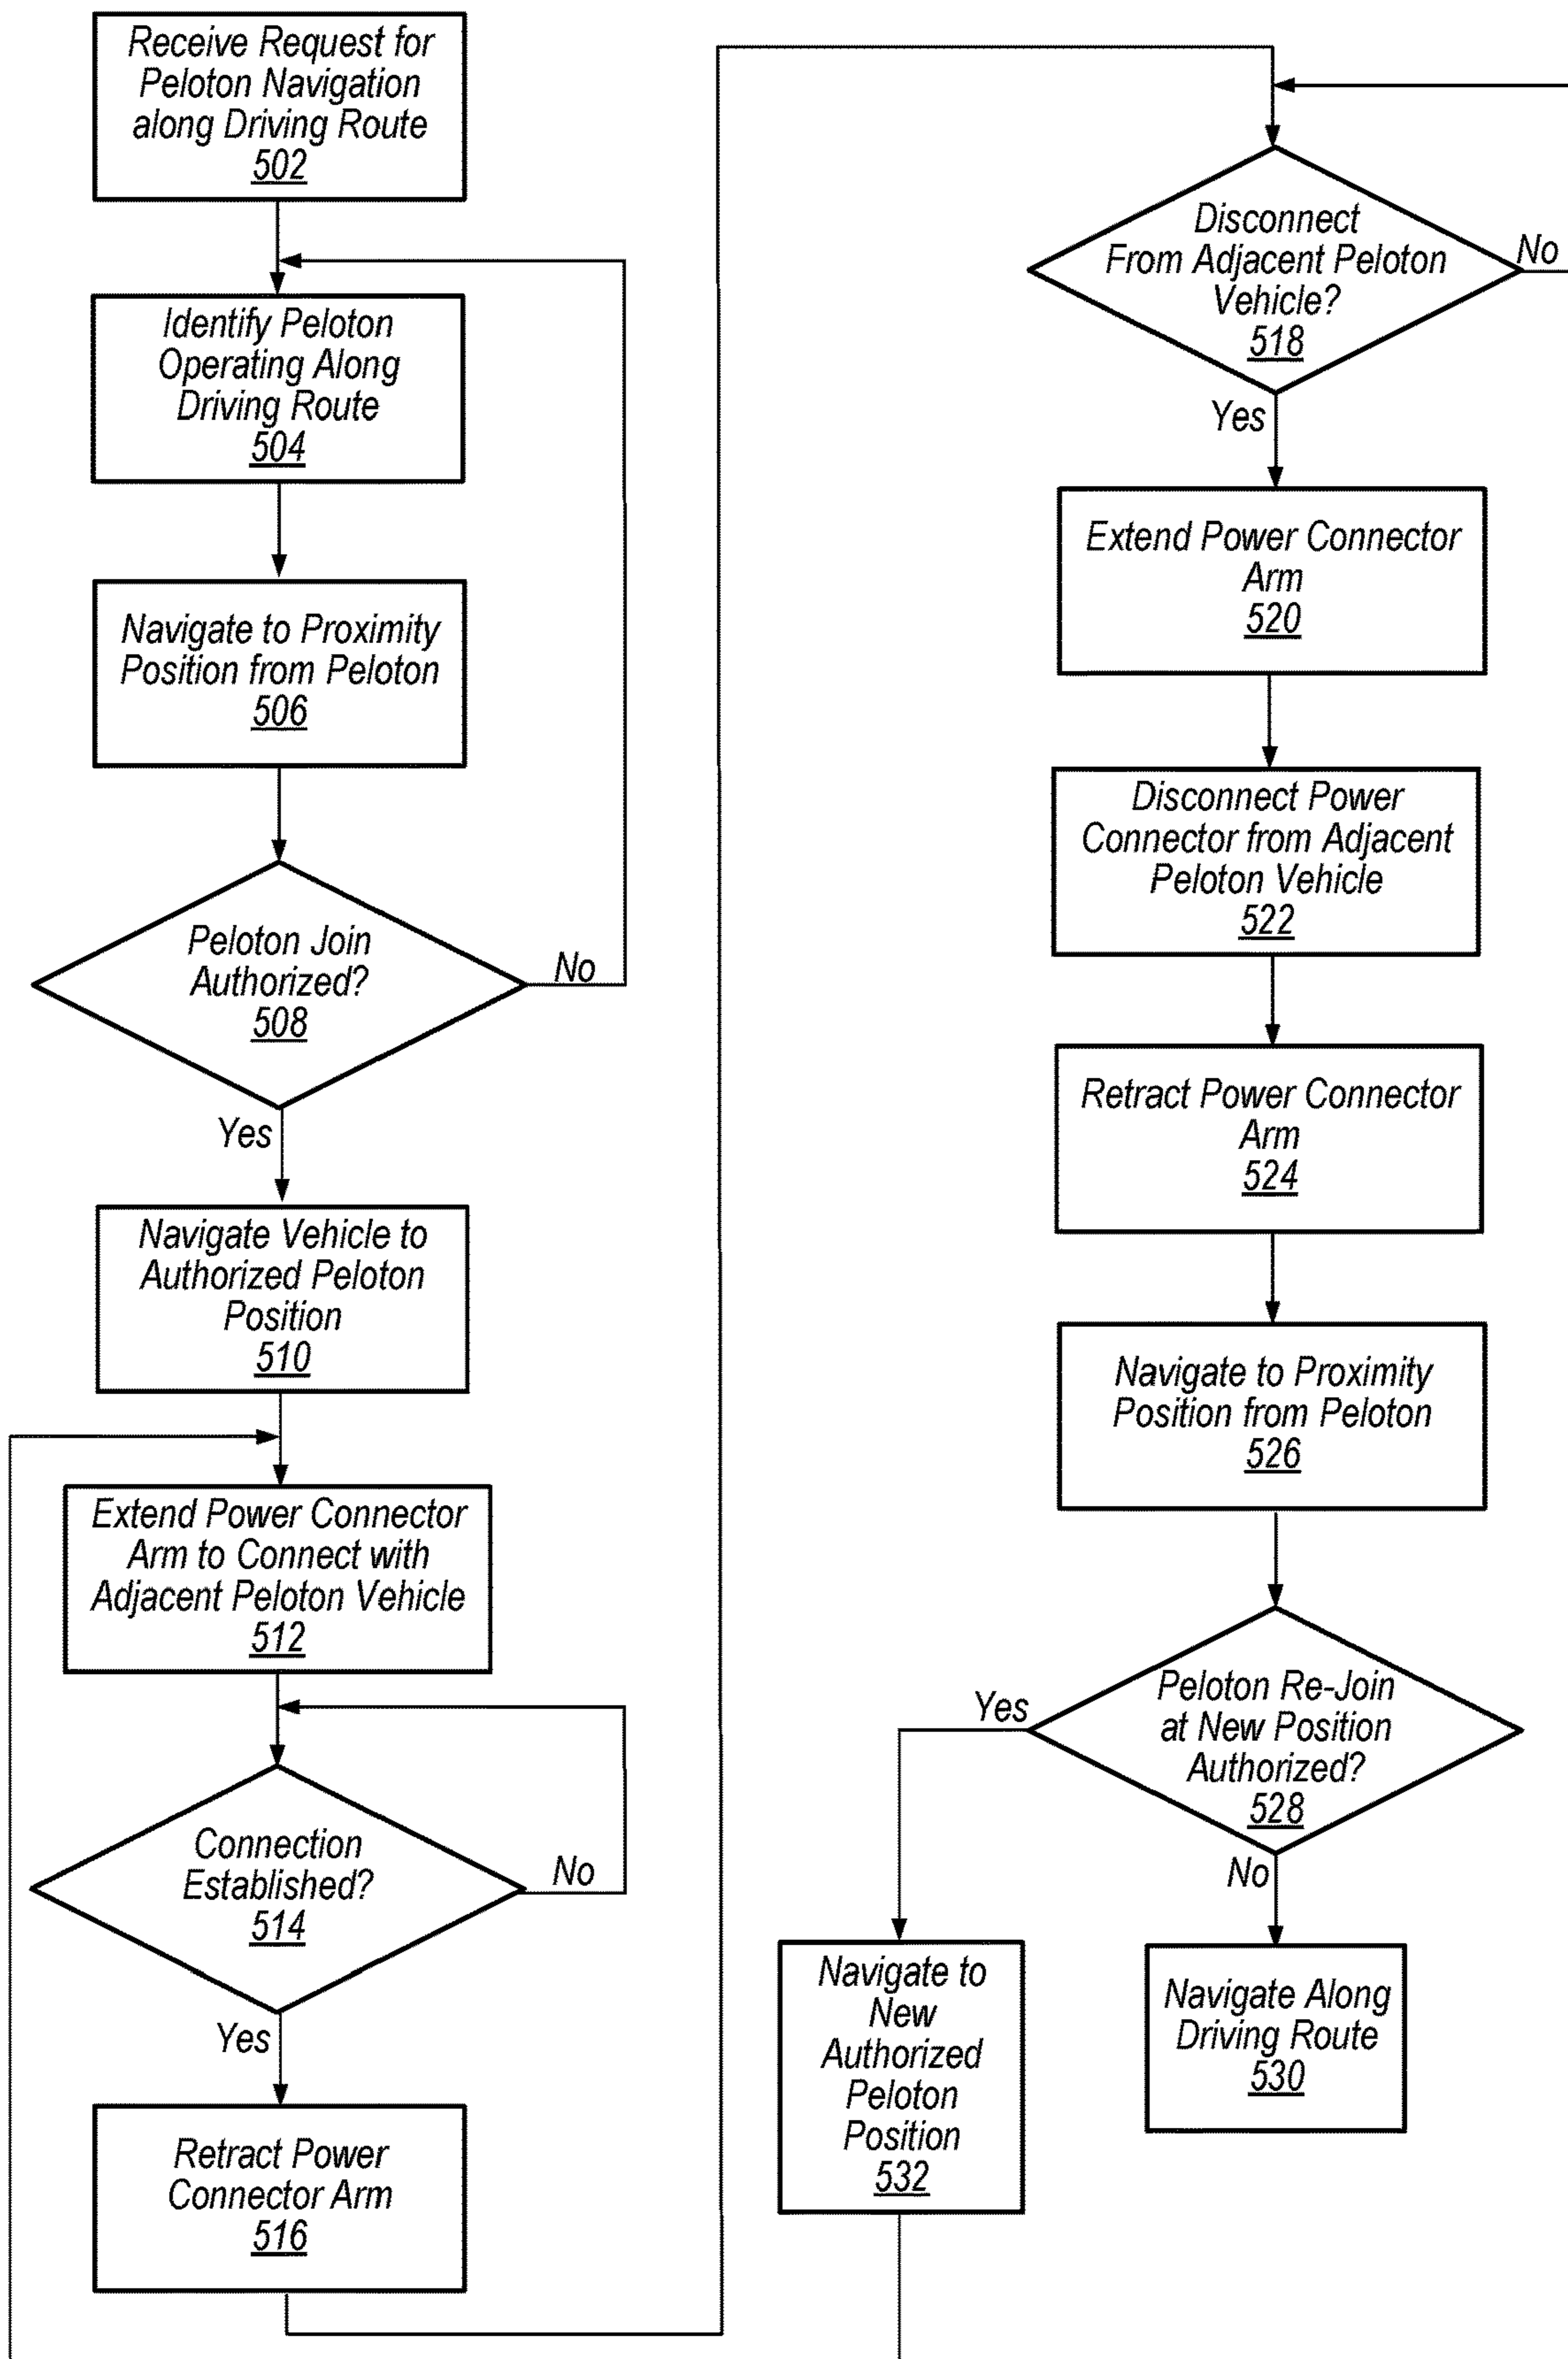 Receive Request for
Peloton Navigation
along Driving Route
502
Identify Peloton
Operating Along
Driving Route
504
Navigate to Proximity
Position from Peloton
506
Peloton Join
Authorized?
508
No
Yes
Navigate Vehicle to
Authorized Peloton
Position
510
Extend Power Connector
Arm to Connect with
Adjacent Peloton Vehicle
512
Connection
Established?
514
No
Yes
Retract Power
Connector Arm
516
Disconnect
From Adjacent Peloton
Vehicle?
518
No
Yes
Extend Power Connector
Arm
520
Disconnect Power
Connector from Adjacent
Peloton Vehicle
522
Retract Power Connector
Arm
524
Navigate to Proximity
Position from Peloton
526
Peloton Re-Join
at New Position
Authorized?
528
Yes
No
Navigate to
New
Authorized
Peloton
Position
532
Navigate Along
Driving Route
530